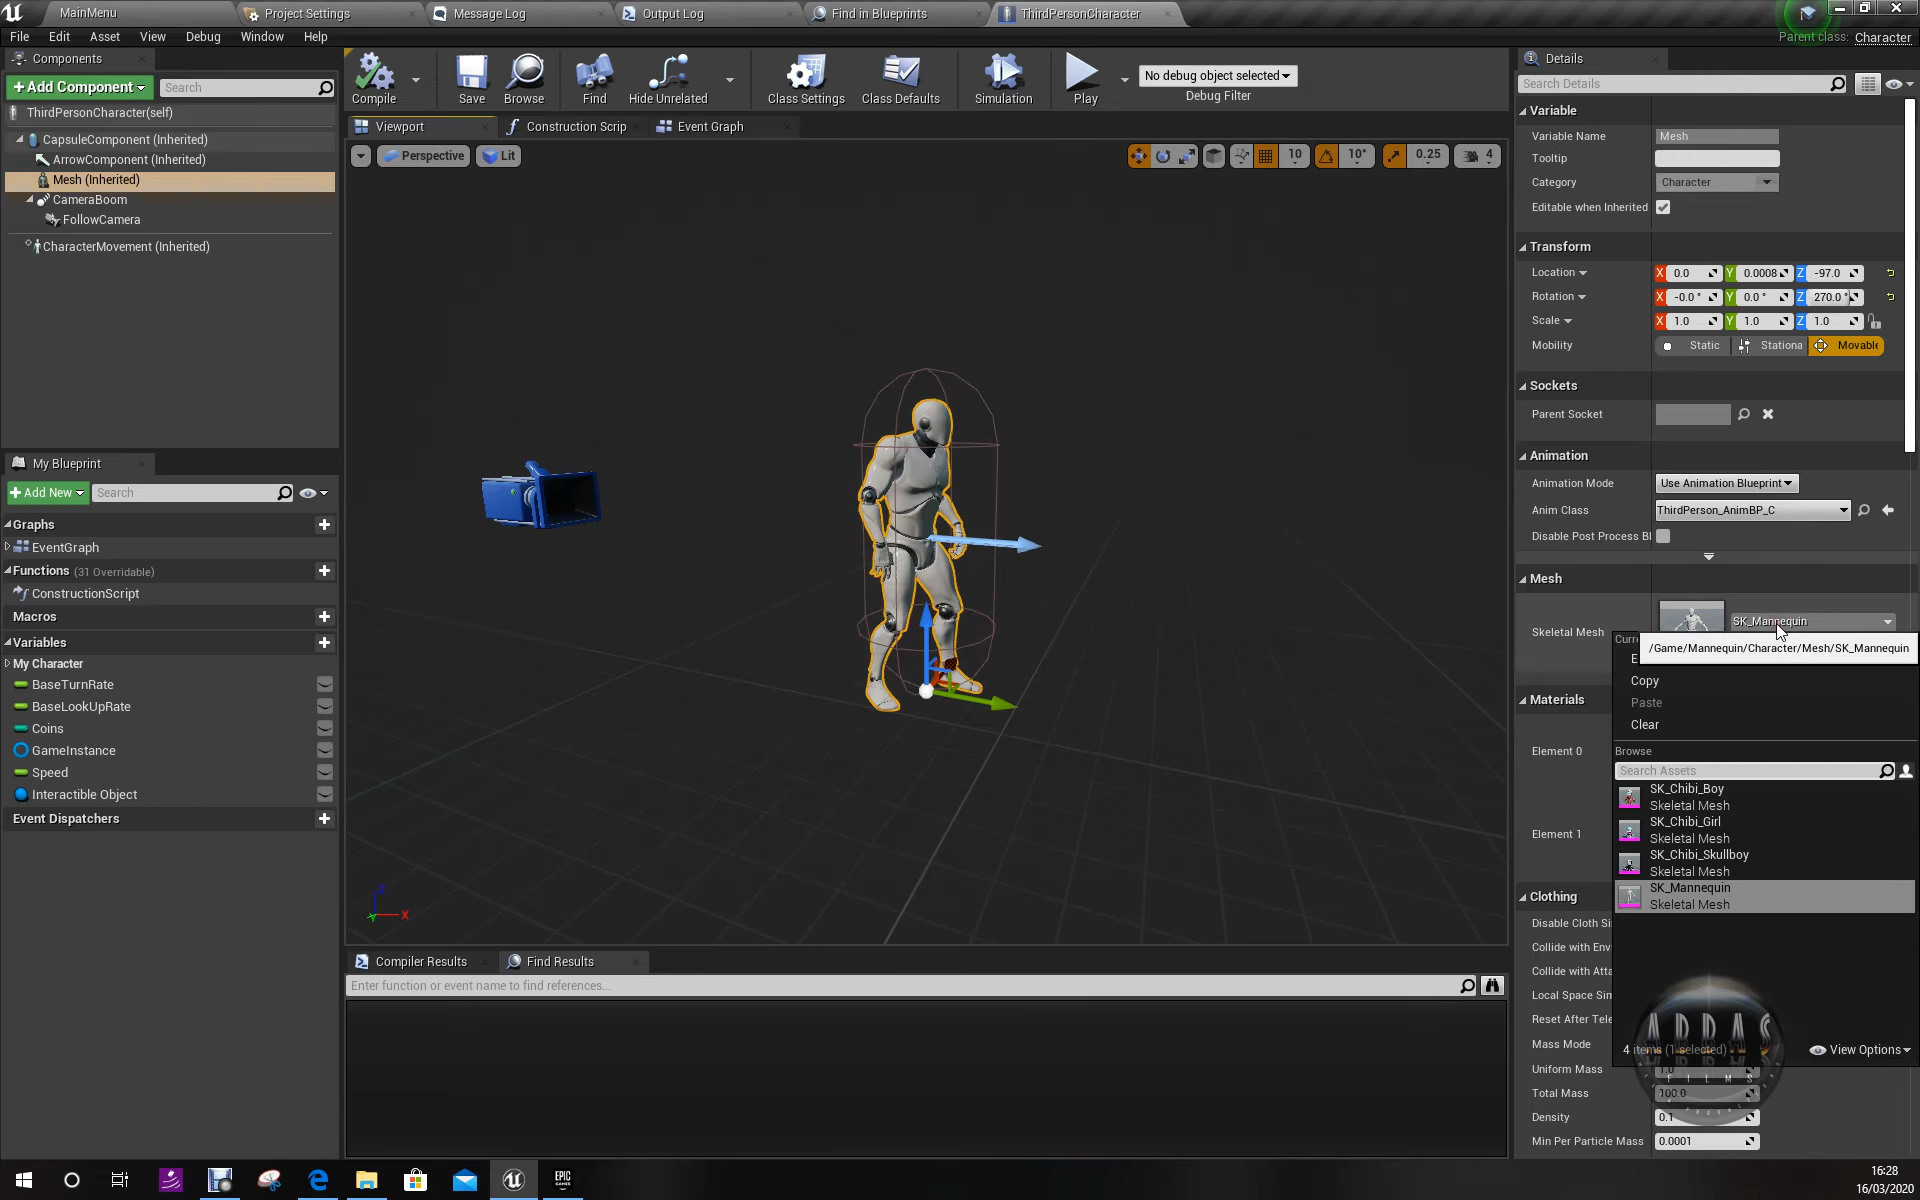 MainMenu
Project Settings
Message Log
Output Log
Find in Blueprints
ThirdPersonCharacter
File Edit Asset View Debug Window Help
Parent class: Character
Components
+Add Component
Search
ThirdPersonCharacter(self)
CapsuleComponent (Inherited)
ArrowComponent (Inherited)
Mesh (Inherited)
CameraBoom
FollowCamera
CharacterMovement (Inherited)
My Blueprint
+Add New
Search
Graphs
EventGraph
Functions (31 Overridable)
ConstructionScript
Macros
Variables
My Character
BaseTurnRate
BaseLookUpRate
Coins
GameInstance
Speed
Interactible Object
Event Dispatchers
Compile
Save
Browse
Find
Hide Unrelated
Class Settings
Class Defaults
Simulation
Play
No debug object selected
Debug Filter
Viewport
Construction Scrip
Event Graph
Perspective
Lit
10
10°
0.25
4
Z
X
Y
Compiler Results
Find Results
Enter function or event name to find references...
Details
Search Details
Variable
Variable Name Mesh
Tooltip
Category Character
Editable when Inherited
Transform
Location X 0.0 Y 0.0008 Z -97.0
Rotation X -0.0 ° Y 0.0 ° Z 270.0 °
Scale X 1.0 Y 1.0 Z 1.0
Mobility Static Stationa Movable
Sockets
Parent Socket
Animation
Animation Mode Use Animation Blueprint
Anim Class ThirdPerson_AnimBP_C
Disable Post Process Bl
Mesh
Skeletal Mesh SK_Mannequin
Curre
/Game/Mannequin/Character/Mesh/SK_Mannequin
E
Copy
Paste
Clear
Browse
Search Assets
SK_Chibi_Boy
Skeletal Mesh
SK_Chibi_Girl
Skeletal Mesh
SK_Chibi_Skullboy
Skeletal Mesh
SK_Mannequin
Skeletal Mesh
4 items (1 selected)
View Options
Materials
Element 0
Element 1
Clothing
Disable Cloth Si
Collide with Env
Collide with Atta
Local Space Sim
Reset After Tele
Mass Mode
Uniform Mass 1.0
Total Mass 100.0
Density 0.1
Min Per Particle Mass 0.0001
ARRAS
FILMS
EPIC
GAMES
16:28
16/03/2020